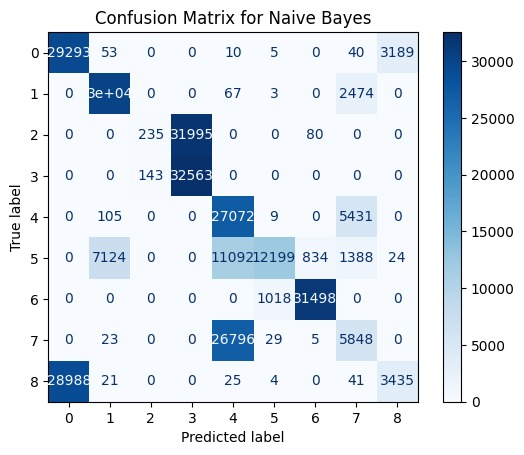 Confusion Matrix for Naive Bayes
0 29293 53 0 0 10 5 0 40 3189
1 0 3e+04 0 0 67 3 0 2474 0
2 0 0 235 31995 0 0 80 0 0
3 0 0 143 32563 0 0 0 0 0
4 0 105 0 0 27072 9 0 5431 0
5 0 7124 0 0 11092 12199 834 1388 24
6 0 0 0 0 0 1018 31498 0 0
7 0 23 0 0 26796 29 5 5848 0
8 28988 21 0 0 25 4 0 41 3435
0 1 2 3 4 5 6 7 8
Predicted label
True label
30000
25000
20000
15000
10000
5000
0